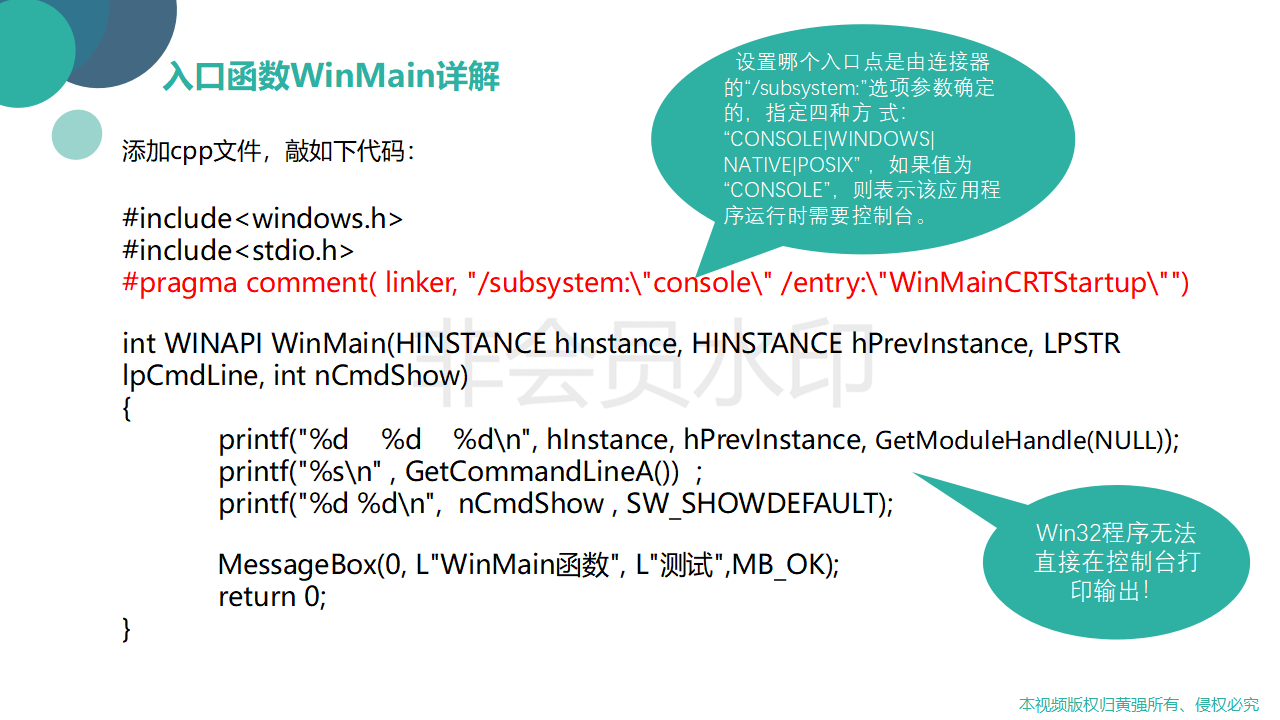 入口函数WinMain详解
设置哪个入口点是由连接器
的“/subsystem:”选项参数确定
的，指定四种方 式：
“CONSOLE|WINDOWS|
NATIVE|POSIX” ，如果值为
“CONSOLE”，则表示该应用程
序运行时需要控制台。
添加cpp文件，敲如下代码：
#include<windows.h>
#include<stdio.h>
#pragma comment( linker, "/subsystem:\"console\" /entry:\"WinMainCRTStartup\"")
int WINAPI WinMain(HINSTANCE hInstance, HINSTANCE hPrevInstance, LPSTR
lpCmdLine, int nCmdShow)
{
printf("%d    %d    %d\n", hInstance, hPrevInstance, GetModuleHandle(NULL));
printf("%s\n" , GetCommandLineA())  ;
printf("%d %d\n",  nCmdShow , SW_SHOWDEFAULT);
MessageBox(0, L"WinMain函数", L"测试",MB_OK);
return 0;
}
Win32程序无法
直接在控制台打
印输出！
非会员水印
本视频版权归黄强所有、侵权必究